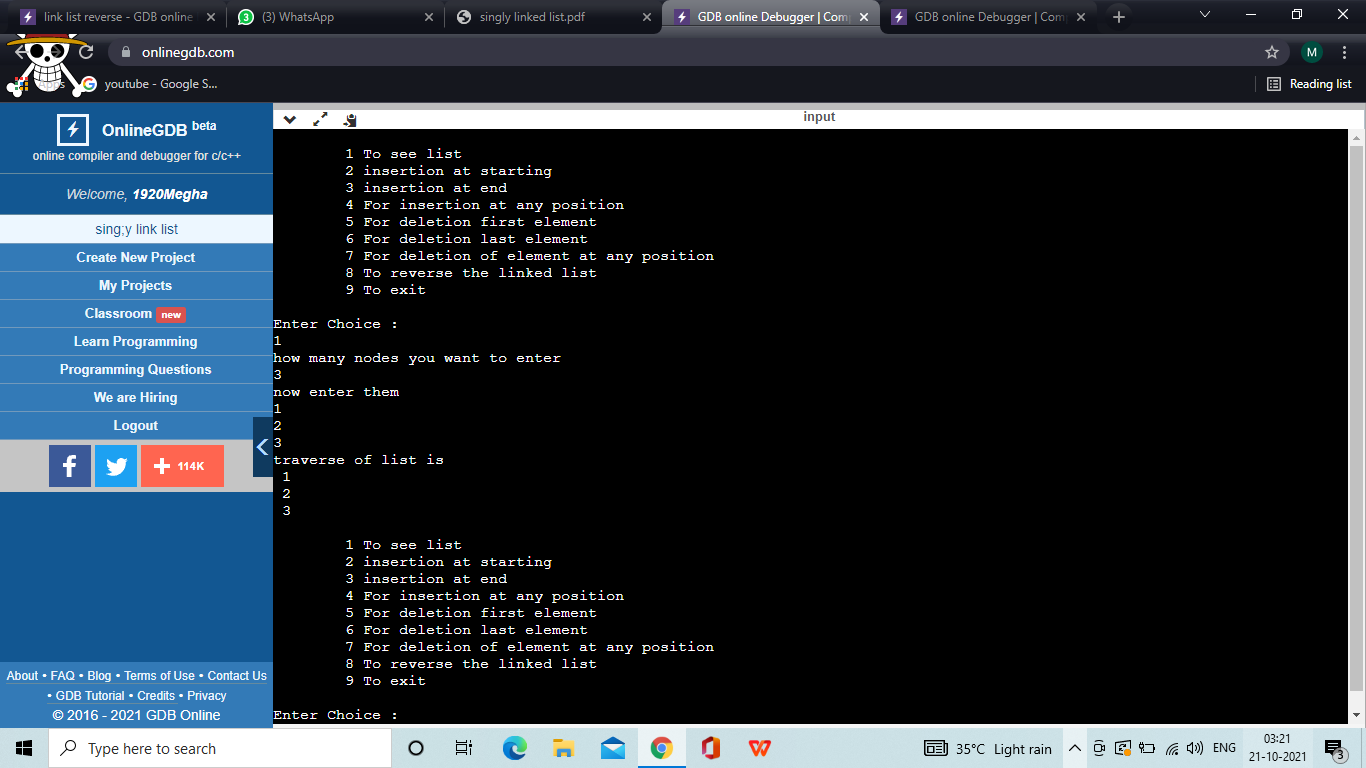 link list reverse - GDB online
(3) WhatsApp
singly linked list.pdf
GDB online Debugger | Com
GDB online Debugger | Com
onlinegdb.com
M
Apps
youtube - Google S...
Reading list
OnlineGDB beta
online compiler and debugger for c/c++
Welcome, 1920Megha
sing;y link list
Create New Project
My Projects
Classroom new
Learn Programming
Programming Questions
We are Hiring
Logout
114K
About • FAQ • Blog • Terms of Use • Contact Us
• GDB Tutorial • Credits • Privacy
© 2016 - 2021 GDB Online
input
1 To see list
2 insertion at starting
3 insertion at end
4 For insertion at any position
5 For deletion first element
6 For deletion last element
7 For deletion of element at any position
8 To reverse the linked list
9 To exit
Enter Choice :
1
how many nodes you want to enter
3
now enter them
1
2
3
traverse of list is
1
2
3
1 To see list
2 insertion at starting
3 insertion at end
4 For insertion at any position
5 For deletion first element
6 For deletion last element
7 For deletion of element at any position
8 To reverse the linked list
9 To exit
Enter Choice :
Type here to search
35°C Light rain
ENG
03:21
21-10-2021
3